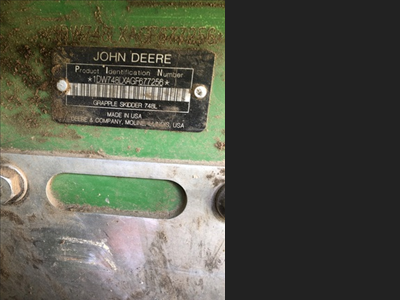 JOHN DEERE
Product Identification Number
*1DW748LXAGF677256*
GRAPPLE SKIDDER 748L
MADE IN USA
DEERE & COMPANY, MOLINE, ILLINOIS, USA